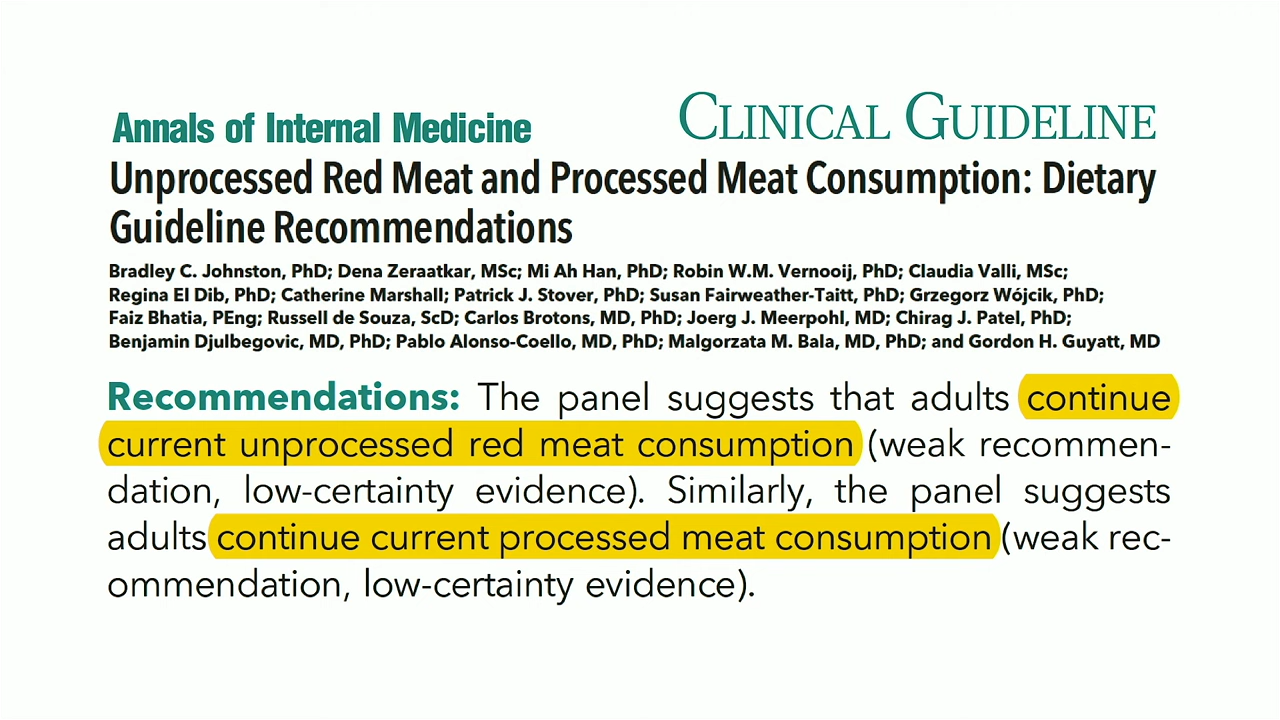 Annals of Internal Medicine CLINICAL GUIDELINE
Unprocessed Red Meat and Processed Meat Consumption: Dietary
Guideline Recommendations
Bradley C. Johnston, PhD; Dena Zeraatkar, MSc; Mi Ah Han, PhD; Robin W.M. Vernooij, PhD; Claudia Valli, MSc;
Regina El Dib, PhD; Catherine Marshall; Patrick J. Stover, PhD; Susan Fairweather-Taitt, PhD; Grzegorz Wójcik, PhD;
Faiz Bhatia, PEng; Russell de Souza, ScD; Carlos Brotons, MD, PhD; Joerg J. Meerpohl, MD; Chirag J. Patel, PhD;
Benjamin Djulbegovic, MD, PhD; Pablo Alonso-Coello, MD, PhD; Malgorzata M. Bala, MD, PhD; and Gordon H. Guyatt, MD
Recommendations: The panel suggests that adults continue
current unprocessed red meat consumption (weak recommen-
dation, low-certainty evidence). Similarly, the panel suggests
adults continue current processed meat consumption (weak rec-
ommendation, low-certainty evidence).